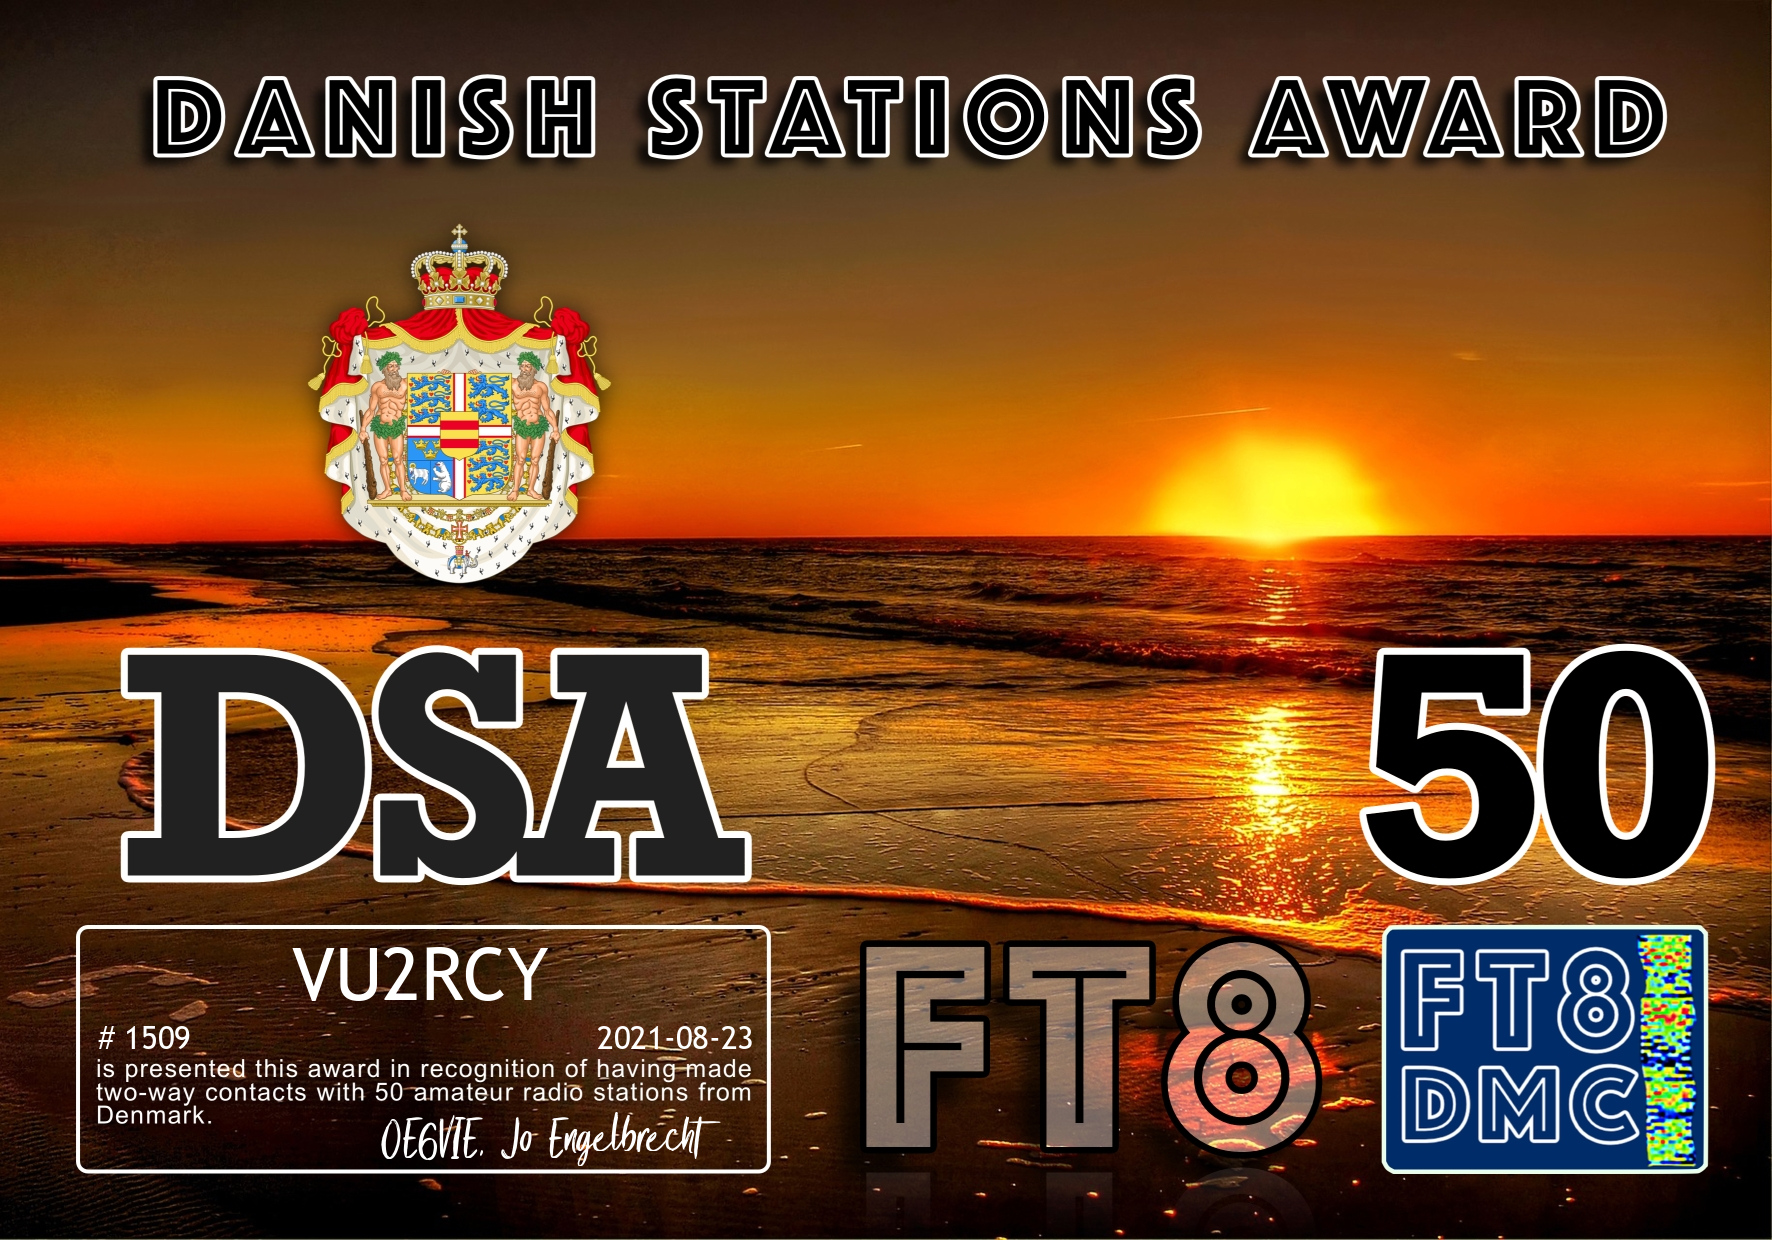 DANISH STATIONS AWARD
DSA
50
VU2RCY
# 1509 2021-08-23
is presented this award in recognition of having made
two-way contacts with 50 amateur radio stations from
Denmark.
OE6VIE, Jo Engelbrecht
FT8
FT8
DMC